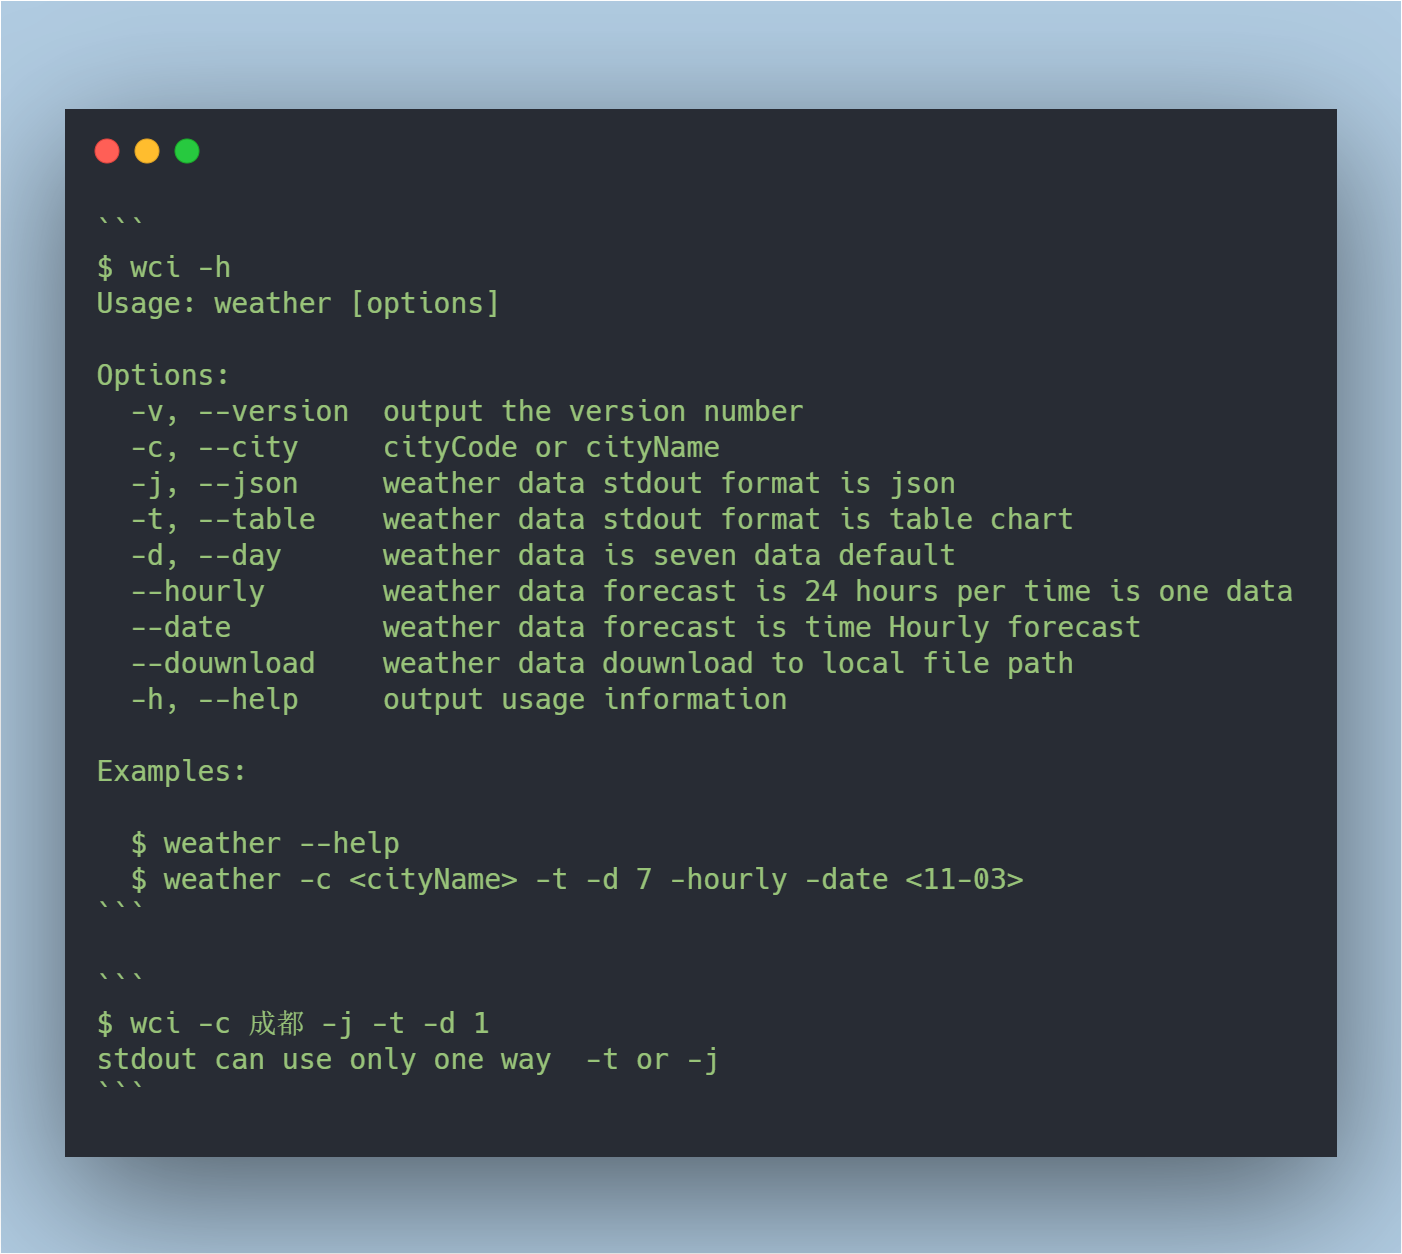 ```
$ wci -h
Usage: weather [options]

Options:
  -v, --version  output the version number
  -c, --city     cityCode or cityName
  -j, --json     weather data stdout format is json
  -t, --table    weather data stdout format is table chart
  -d, --day      weather data is seven data default
  --hourly       weather data forecast is 24 hours per time is one data
  --date         weather data forecast is time Hourly forecast
  --douwnload    weather data douwnload to local file path
  -h, --help     output usage information

Examples:

  $ weather --help
  $ weather -c <cityName> -t -d 7 -hourly -date <11-03>
```

```
$ wci -c 成都 -j -t -d 1
stdout can use only one way  -t or -j
```